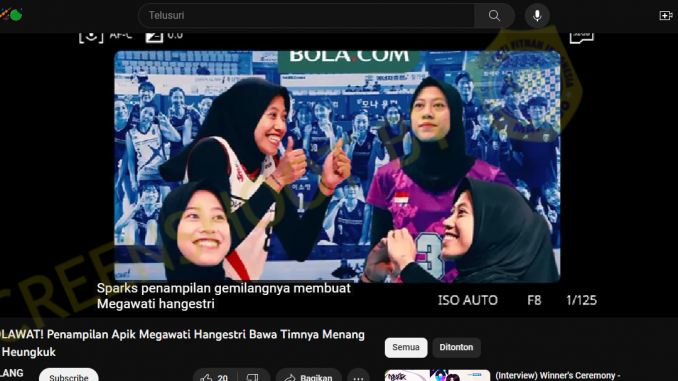 Telusuri
AF-C
0.0
BOLA.COM
1
3
Sparks penampilan gemilangnya membuat
Megawati hangestri
ISO AUTO F8 1/125
LAWAT! Penampilan Apik Megawati Hangestri Bawa Timnya Menang
Heungkuk
LANG
Subscribe
20
Bagikan
Semua
Ditonton
(Interview) Winner's Ceremony -